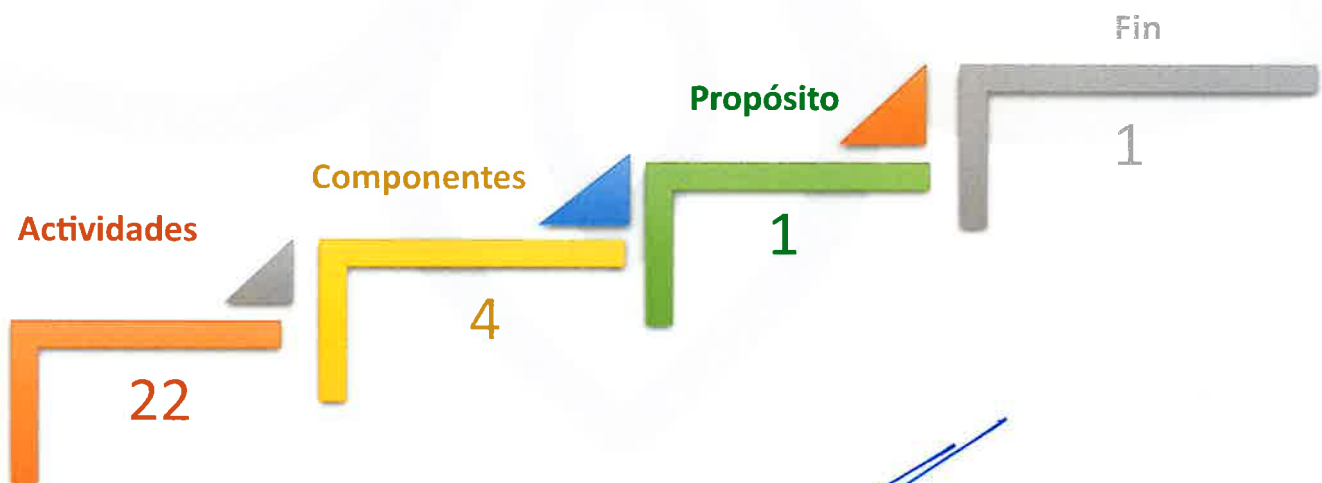 Fin
1
Propósito
1
Componentes
4
Actividades
22